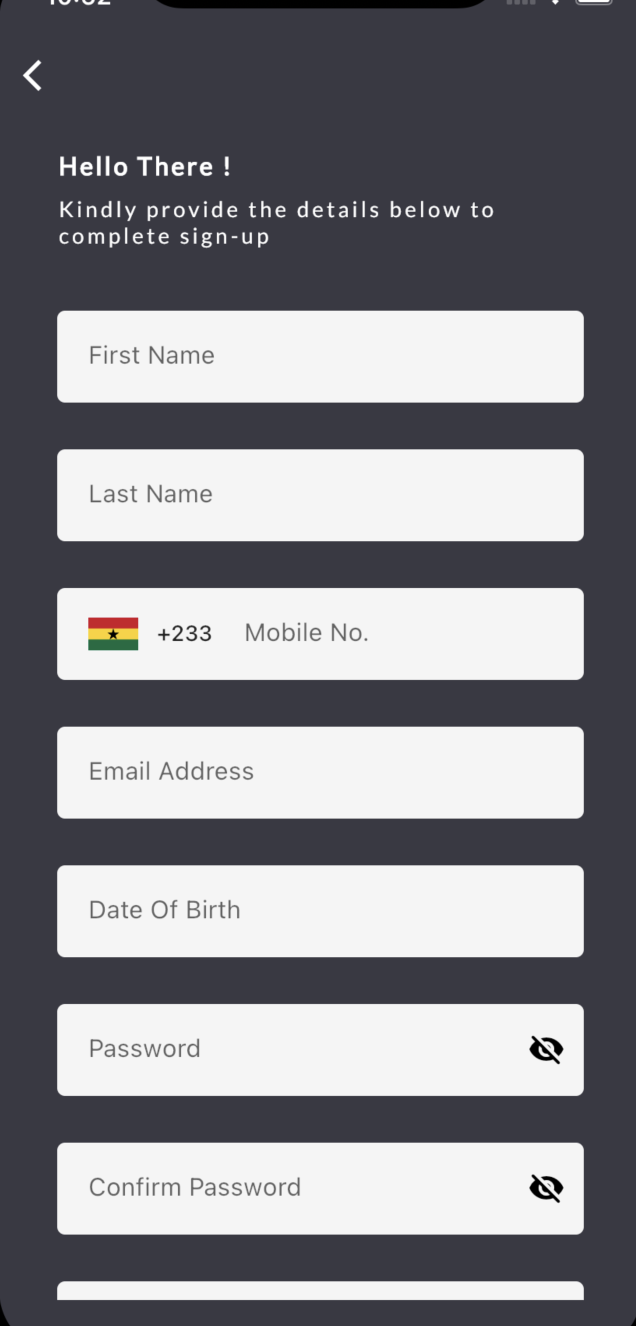 Hello There !
Kindly provide the details below to
complete sign-up
First Name
Last Name
+233 Mobile No.
Email Address
Date Of Birth
Password
Confirm Password